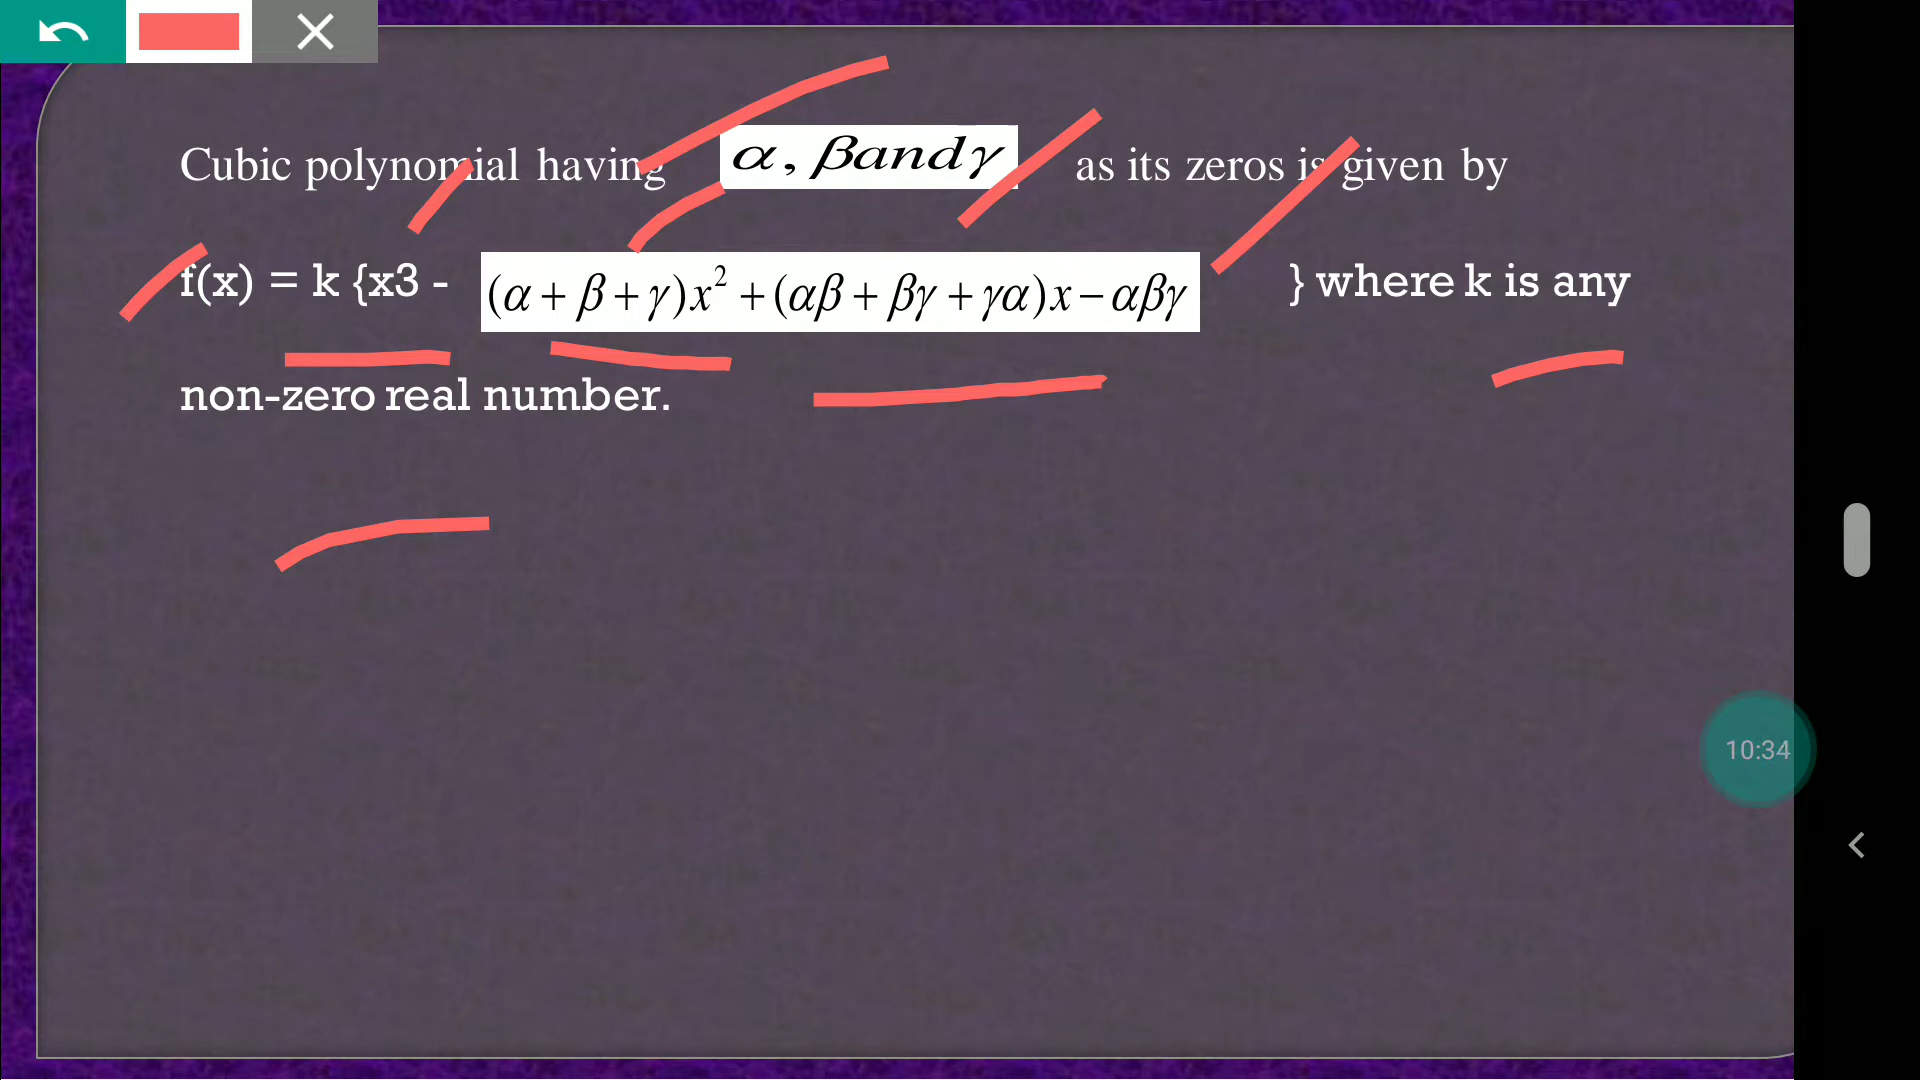 Cubic polynomial having α, βandγ as its zeros is given by
f(x) = k {x3 - (α + β + γ)x² + (αβ + βγ + γα)x − αβγ } where k is any
non-zero real number.
10:34